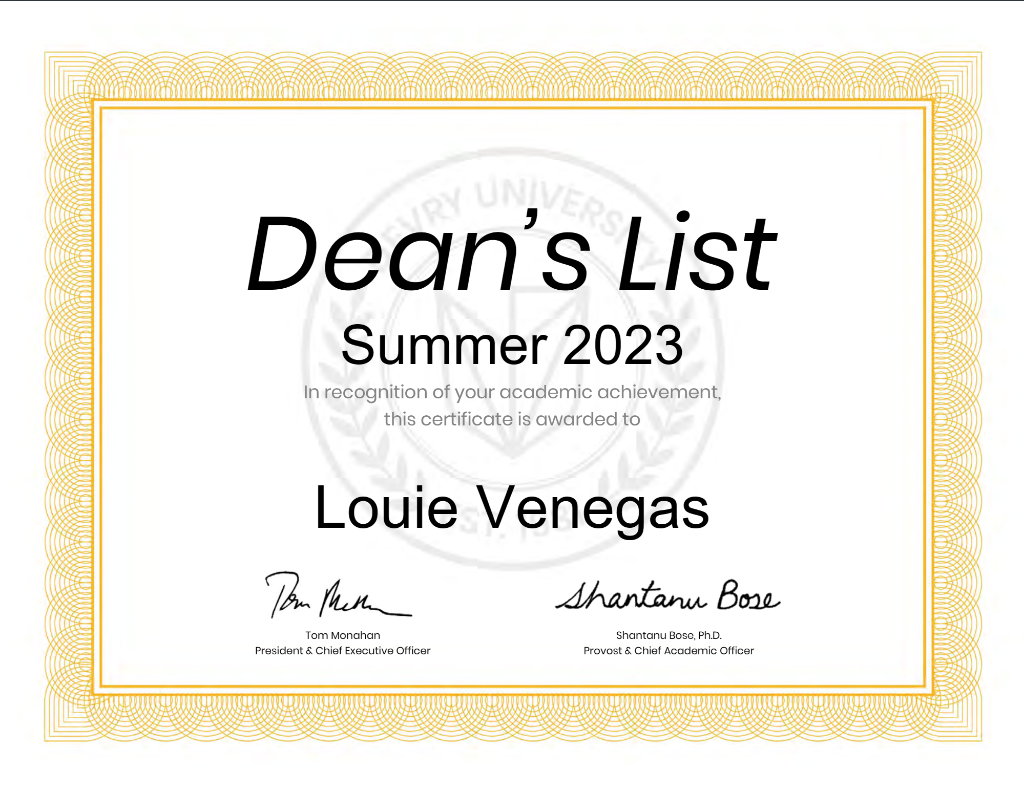 UNIVERSITY
Dean's List
Summer 2023
In recognition of your academic achievement,
this certificate is awarded to
Louie Venegas
Tom Monahan
President & Chief Executive Officer
Shantanu Bose
Shantanu Bose, Ph.D.
Provost & Chief Academic Officer